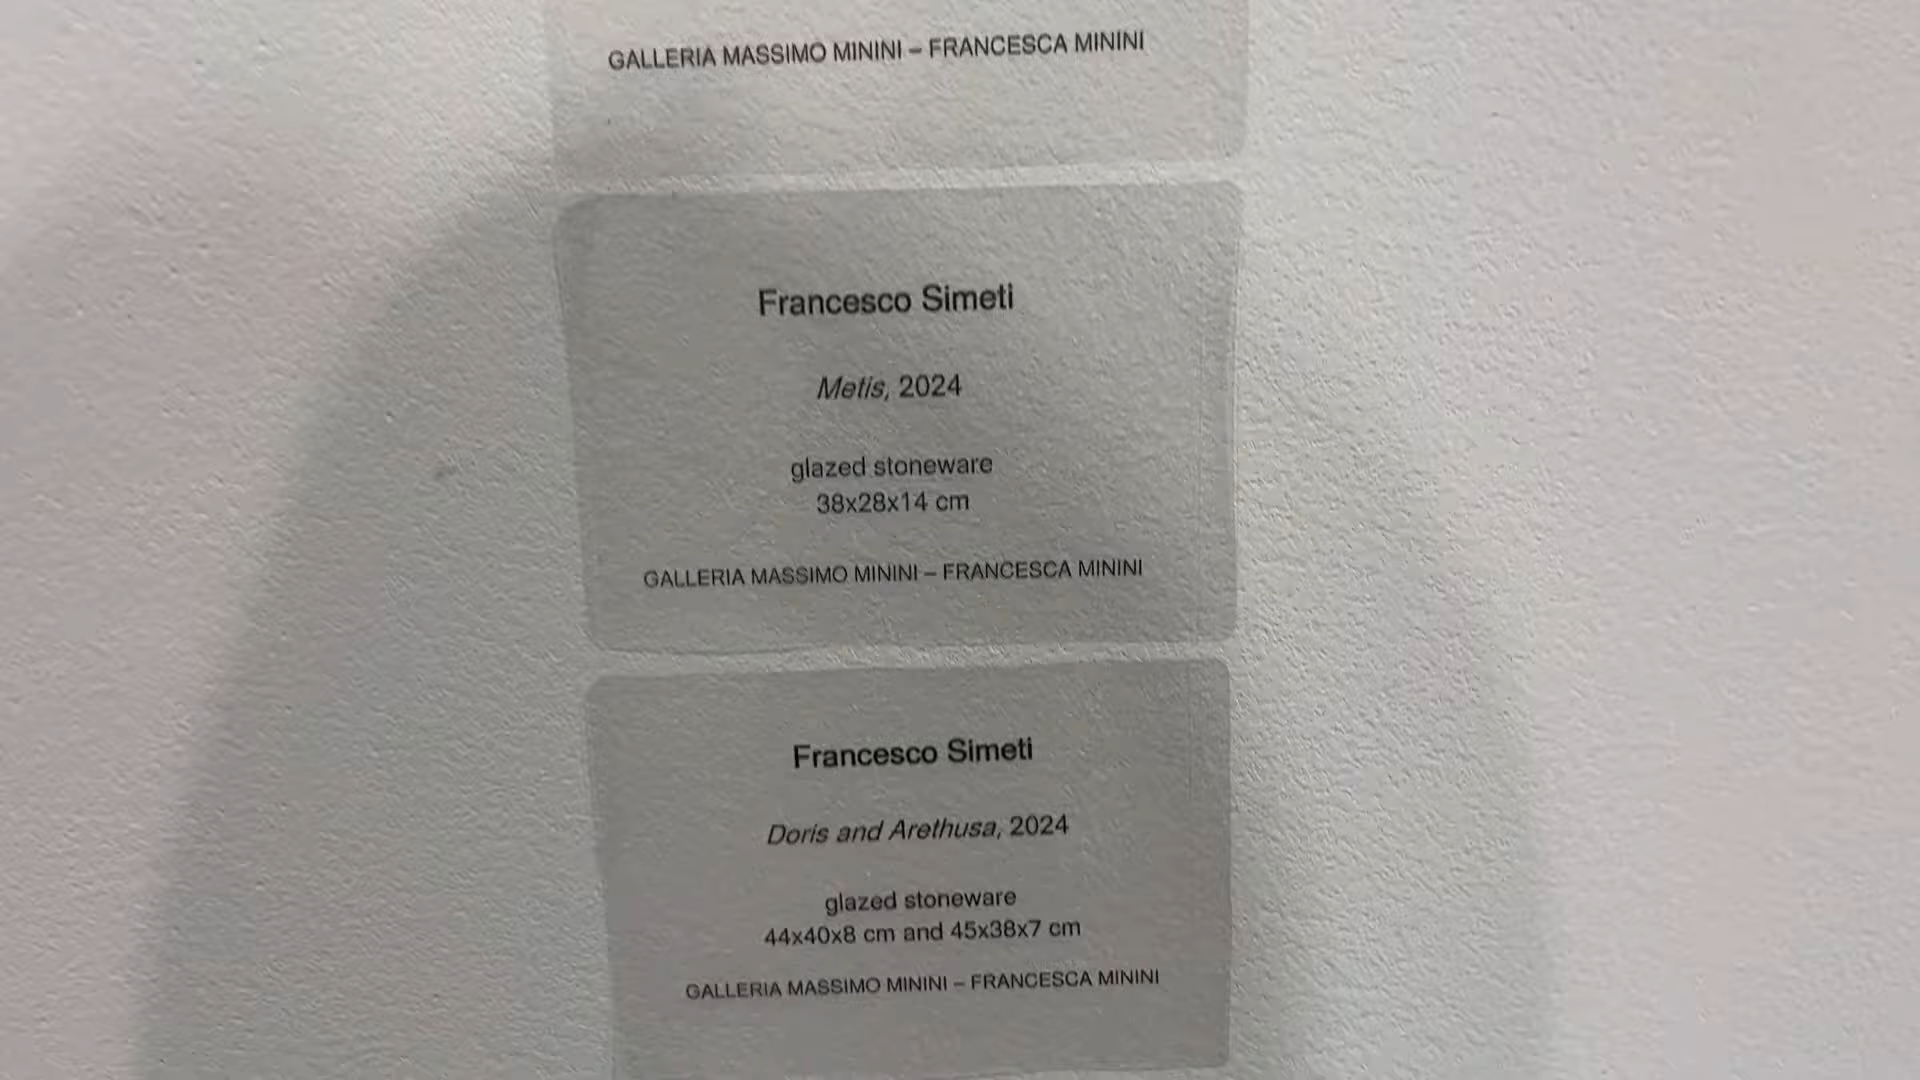 GALLERIA MASSIMO MININI – FRANCESCA MININI
Francesco Simeti
Metis, 2024
glazed stoneware
38x28x14 cm
GALLERIA MASSIMO MININI – FRANCESCA MININI
Francesco Simeti
Doris and Arethusa, 2024
glazed stoneware
44x40x8 cm and 45x38x7 cm
GALLERIA MASSIMO MININI – FRANCESCA MININI